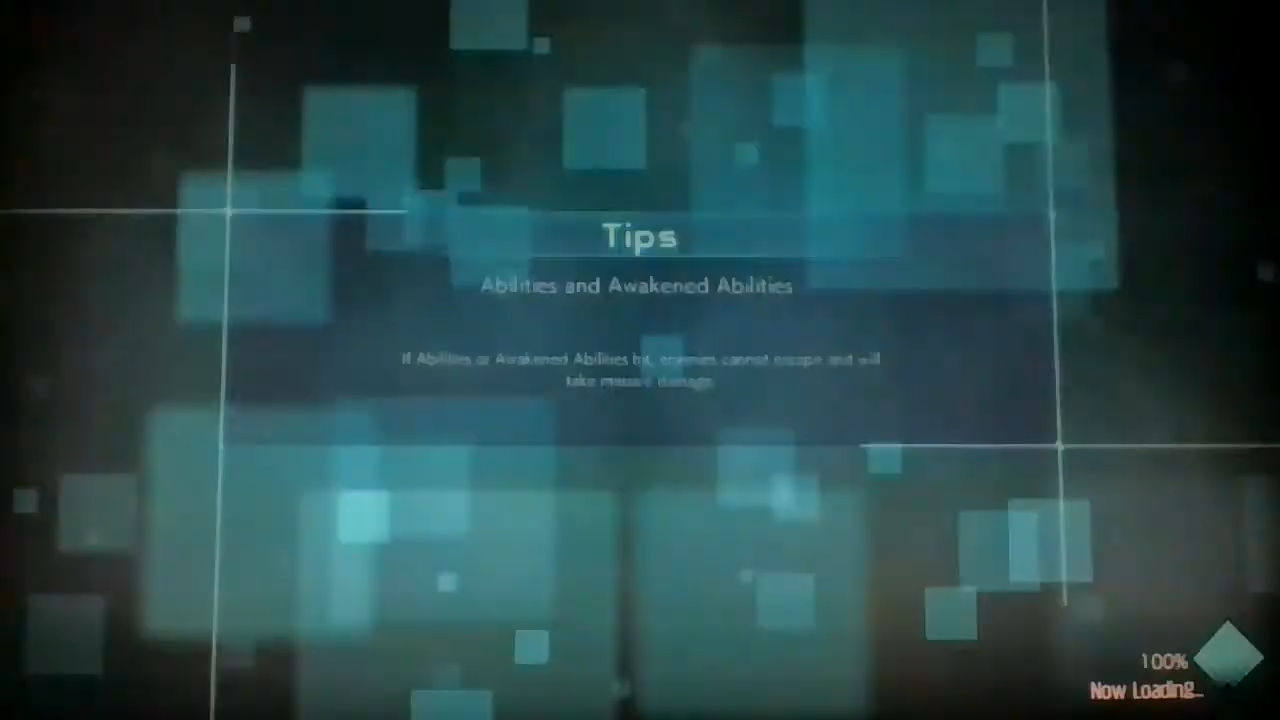 Tips
Abilities and Awakened Abilities
If Abilities or Awakened Abilities hit, enemies cannot escape and will
take massive damage.
100%
Now Loading...